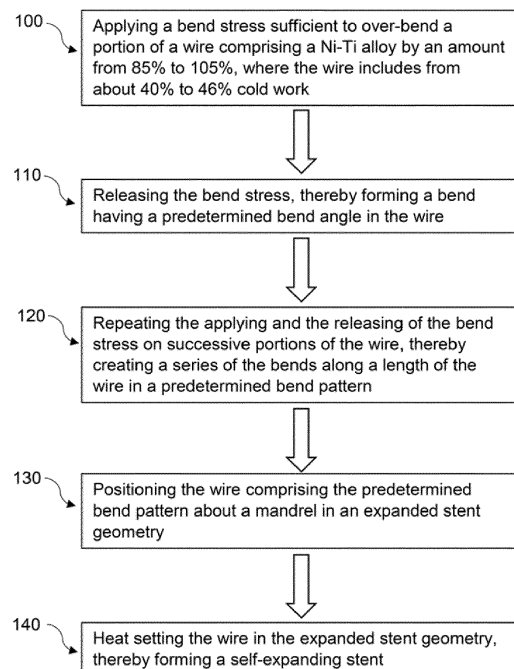 100
Applying a bend stress sufficient to over-bend a
portion of a wire comprising a Ni-Ti alloy by an amount
from 85% to 105%, where the wire includes from
about 40% to 46% cold work
110
Releasing the bend stress, thereby forming a bend
having a predetermined bend angle in the wire
120
Repeating the applying and the releasing of the bend
stress on successive portions of the wire, thereby
creating a series of the bends along a length of the
wire in a predetermined bend pattern
130
Positioning the wire comprising the predetermined
bend pattern about a mandrel in an expanded stent
geometry
140
Heat setting the wire in the expanded stent geometry,
thereby forming a self-expanding stent